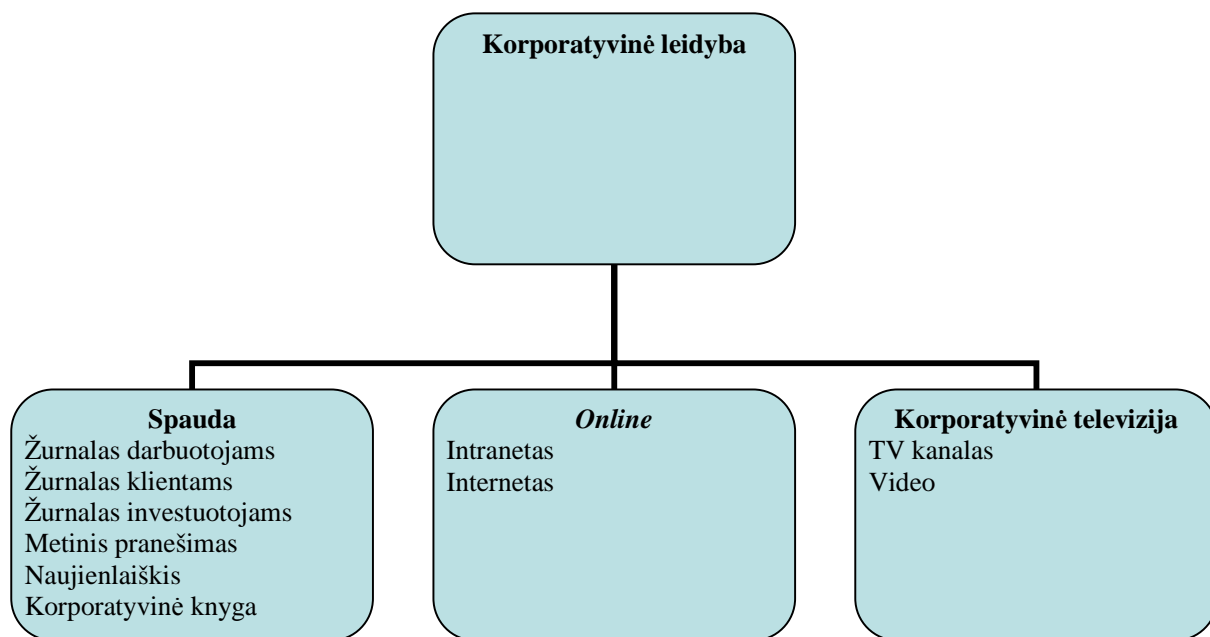 Korporatyvinė leidyba
Spauda
Žurnalas darbuotojams
Žurnalas klientams
Žurnalas investuotojams
Metinis pranešimas
Naujienlaiškis
Korporatyvinė knyga
Online
Intranetas
Internetas
Korporatyvinė televizija
TV kanalas
Video